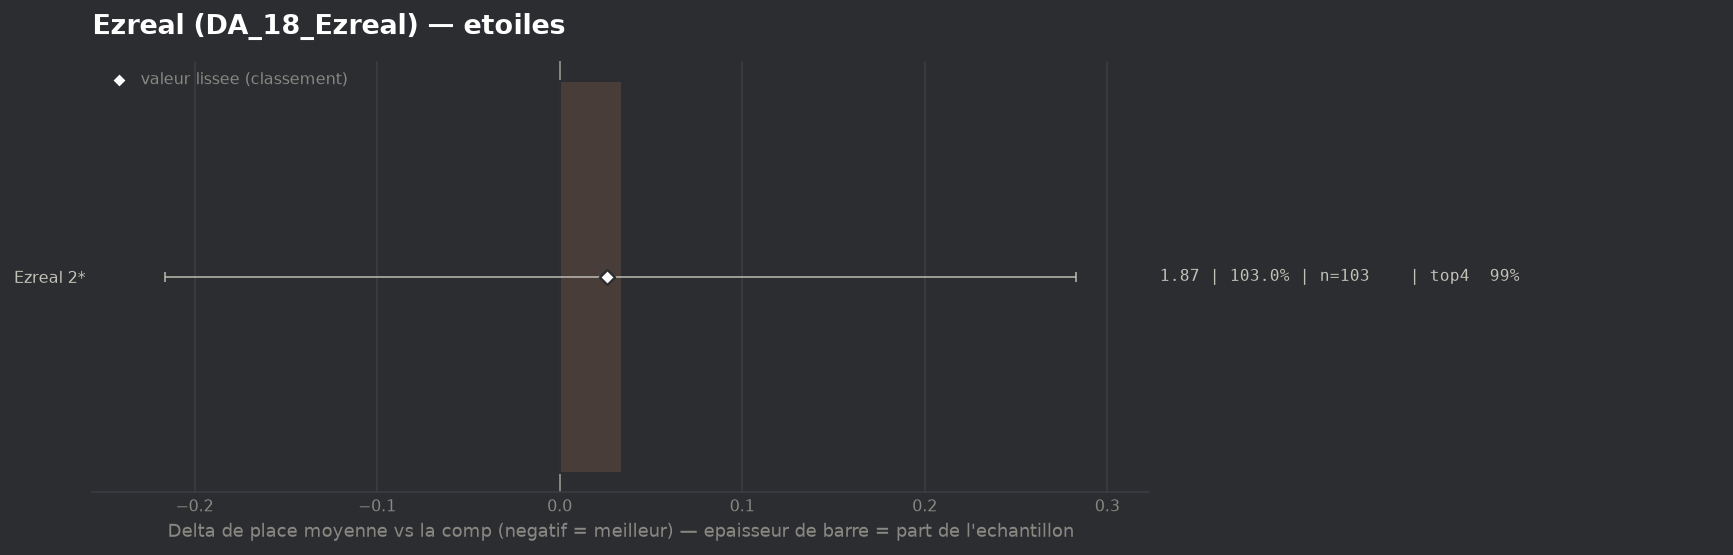 Ezreal (DA_18_Ezreal) — etoiles
valeur lissee (classement)
Ezreal 2*
1.87 | 103.0% | n=103    | top4  99%
−0.2 −0.1 0.0 0.1 0.2 0.3
Delta de place moyenne vs la comp (negatif = meilleur) — epaisseur de barre = part de l'echantillon